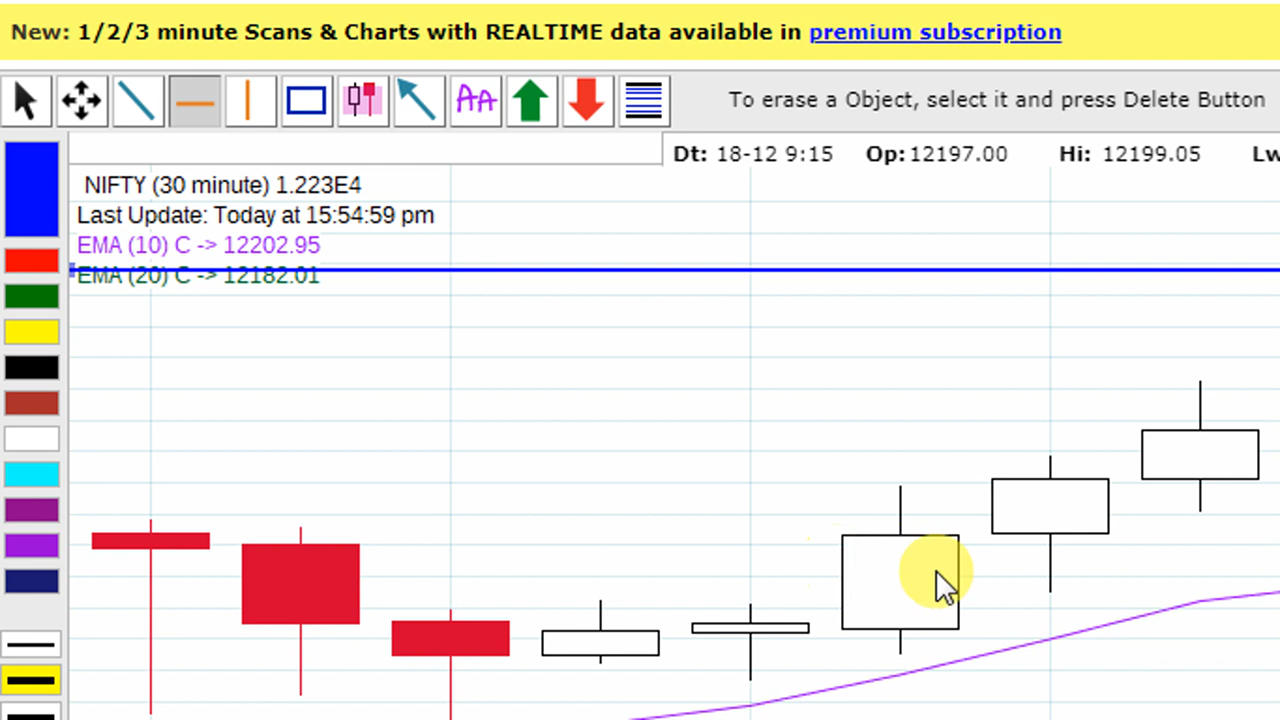 New: 1/2/3 minute Scans & Charts with REALTIME data available in premium subscription
AA
To erase a Object, select it and press Delete Button
Dt: 18-12 9:15 Op: 12197.00 Hi: 12199.05 Lw
NIFTY (30 minute) 1.223E4
Last Update: Today at 15:54:59 pm
EMA (10) C -> 12202.95
EMA (20) C -> 12182.01